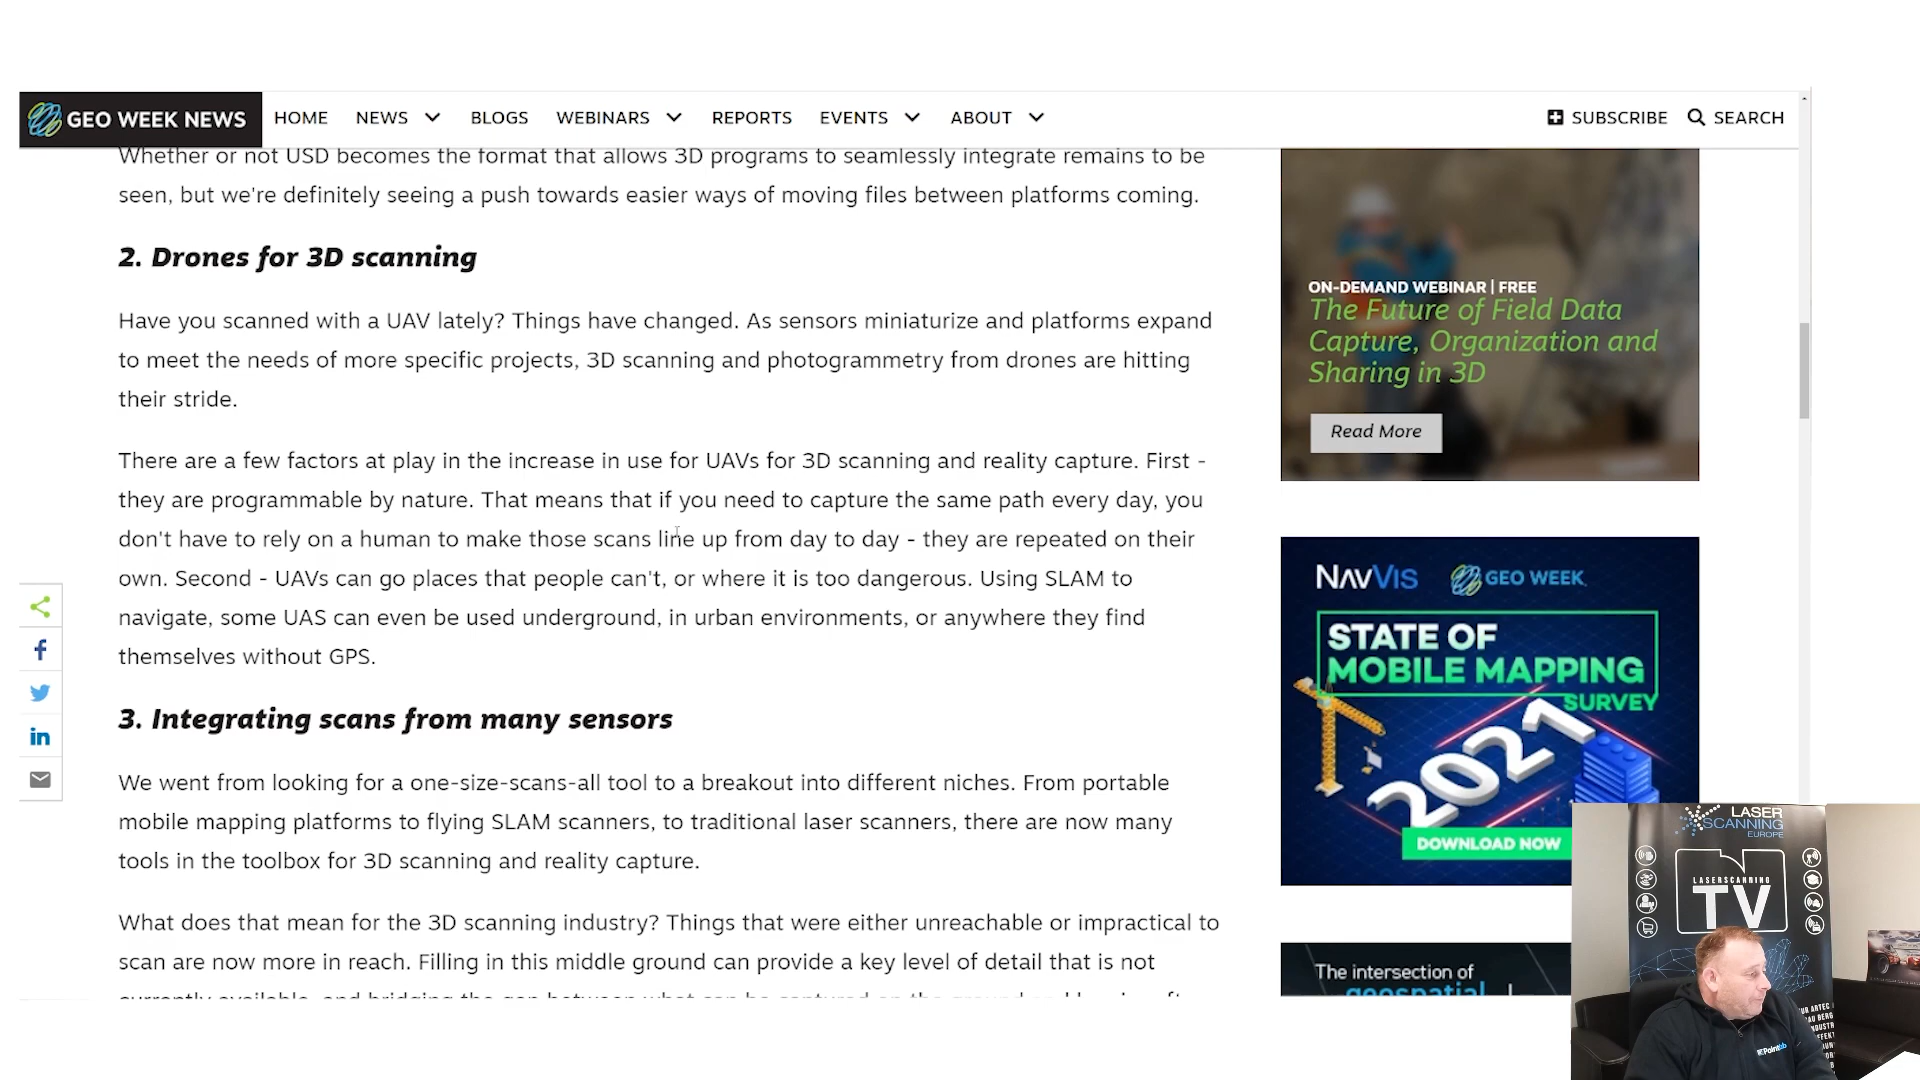 GEO WEEK NEWS
HOME
NEWS
BLOGS
WEBINARS
REPORTS
EVENTS
ABOUT
SUBSCRIBE
SEARCH
Whether or not USD becomes the format that allows 3D programs to seamlessly integrate remains to be
seen, but we're definitely seeing a push towards easier ways of moving files between platforms coming.
2. Drones for 3D scanning
Have you scanned with a UAV lately? Things have changed. As sensors miniaturize and platforms expand
to meet the needs of more specific projects, 3D scanning and photogrammetry from drones are hitting
their stride.
There are a few factors at play in the increase in use for UAVs for 3D scanning and reality capture. First -
they are programmable by nature. That means that if you need to capture the same path every day, you
don't have to rely on a human to make those scans line up from day to day - they are repeated on their
own. Second - UAVs can go places that people can't, or where it is too dangerous. Using SLAM to
navigate, some UAS can even be used underground, in urban environments, or anywhere they find
themselves without GPS.
3. Integrating scans from many sensors
We went from looking for a one-size-scans-all tool to a breakout into different niches. From portable
mobile mapping platforms to flying SLAM scanners, to traditional laser scanners, there are now many
tools in the toolbox for 3D scanning and reality capture.
What does that mean for the 3D scanning industry? Things that were either unreachable or impractical to
scan are now more in reach. Filling in this middle ground can provide a key level of detail that is not
ON-DEMAND WEBINAR | FREE
The Future of Field Data
Capture, Organization and
Sharing in 3D
Read More
NAVVIS GEO WEEK
STATE OF
MOBILE MAPPING
SURVEY
2021
DOWNLOAD NOW
The intersection of
geospatial
LASER
SCANNING
EUROPE
LASERSCANNING
TV